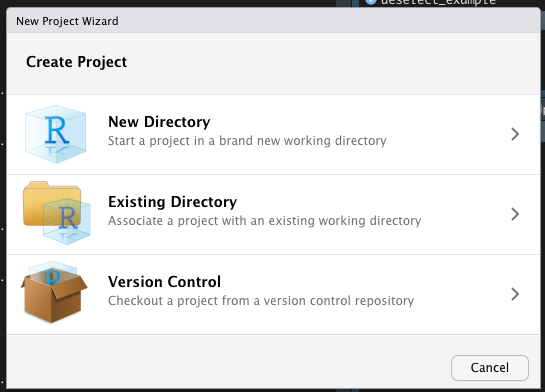 deselect_example
New Project Wizard
Create Project
R
New Directory
Start a project in a brand new working directory
R
Existing Directory
Associate a project with an existing working directory
R
Version Control
Checkout a project from a version control repository
Cancel